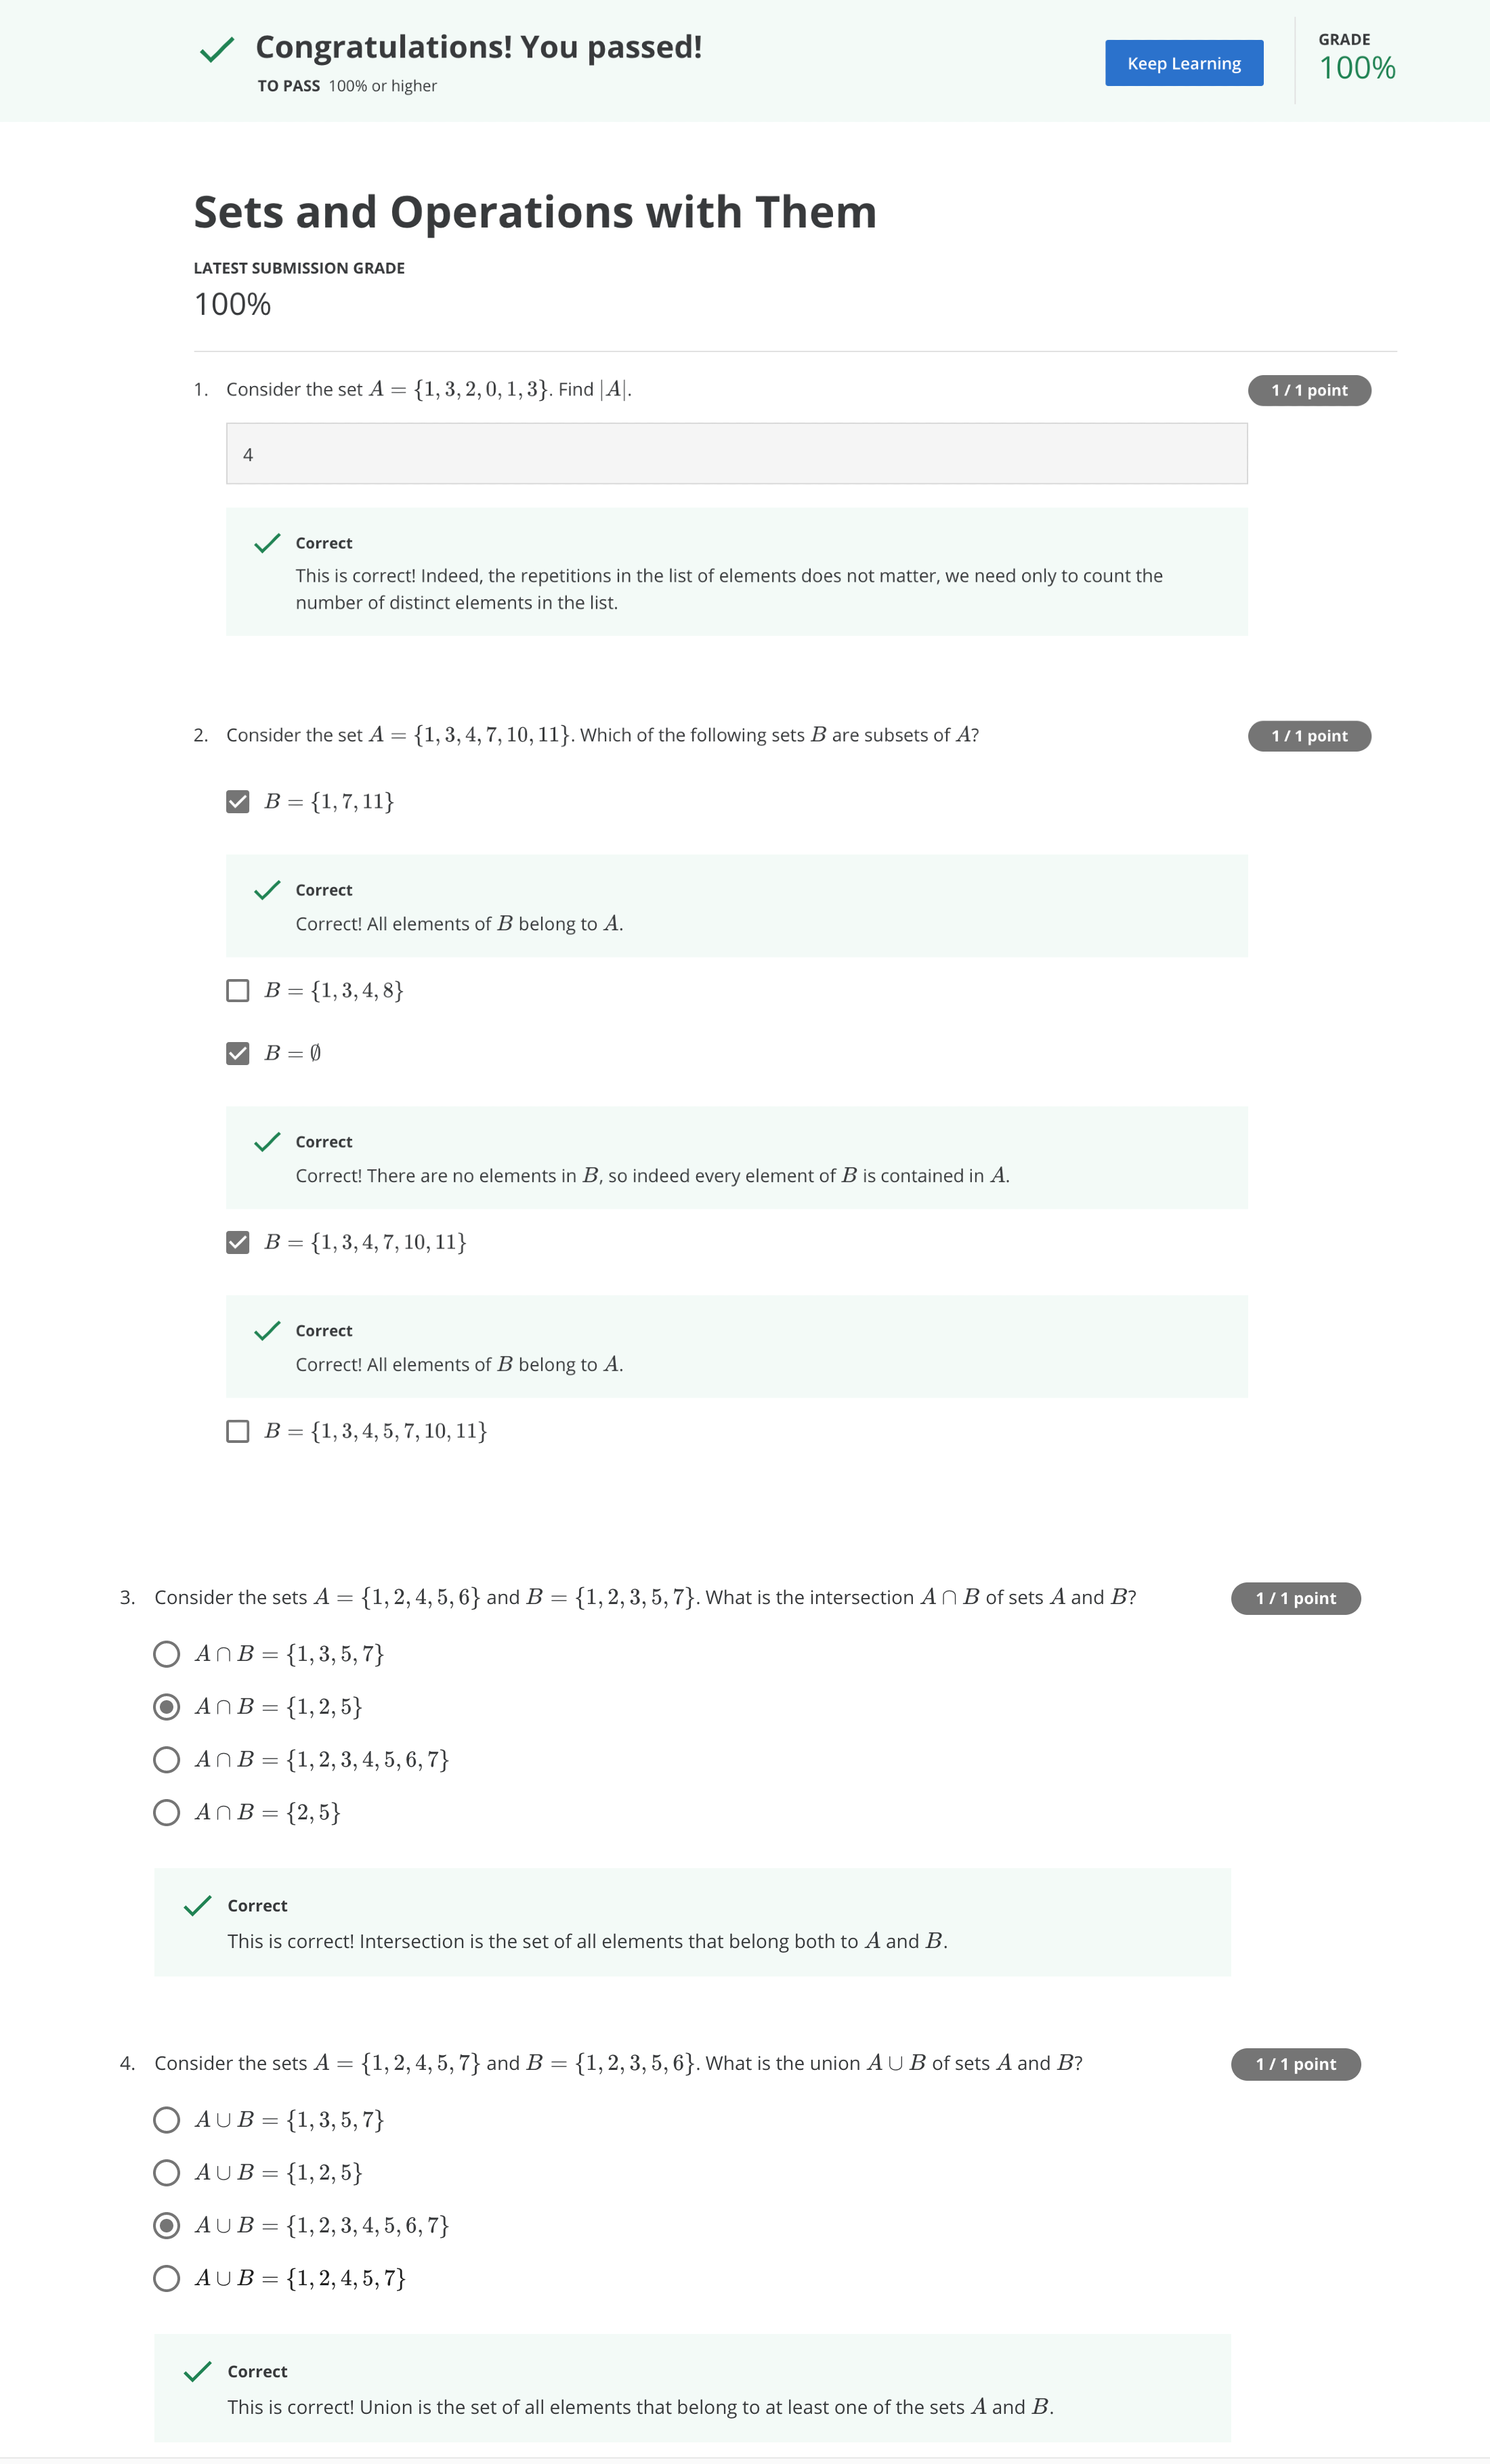 Congratulations! You passed!
TO PASS 100% or higher
Keep Learning
GRADE
100%
Sets and Operations with Them
LATEST SUBMISSION GRADE
100%
1. Consider the set A = {1, 3, 2, 0, 1, 3}. Find |A|.
1 / 1 point
4
Correct
This is correct! Indeed, the repetitions in the list of elements does not matter, we need only to count the
number of distinct elements in the list.
2. Consider the set A = {1, 3, 4, 7, 10, 11}. Which of the following sets B are subsets of A?
1 / 1 point
B = {1, 7, 11}
Correct
Correct! All elements of B belong to A.
B = {1, 3, 4, 8}
B = ∅
Correct
Correct! There are no elements in B, so indeed every element of B is contained in A.
B = {1, 3, 4, 7, 10, 11}
Correct
Correct! All elements of B belong to A.
B = {1, 3, 4, 5, 7, 10, 11}
3. Consider the sets A = {1, 2, 4, 5, 6} and B = {1, 2, 3, 5, 7}. What is the intersection A ∩ B of sets A and B?
1 / 1 point
A ∩ B = {1, 3, 5, 7}
A ∩ B = {1, 2, 5}
A ∩ B = {1, 2, 3, 4, 5, 6, 7}
A ∩ B = {2, 5}
Correct
This is correct! Intersection is the set of all elements that belong both to A and B.
4. Consider the sets A = {1, 2, 4, 5, 7} and B = {1, 2, 3, 5, 6}. What is the union A ∪ B of sets A and B?
1 / 1 point
A ∪ B = {1, 3, 5, 7}
A ∪ B = {1, 2, 5}
A ∪ B = {1, 2, 3, 4, 5, 6, 7}
A ∪ B = {1, 2, 4, 5, 7}
Correct
This is correct! Union is the set of all elements that belong to at least one of the sets A and B.